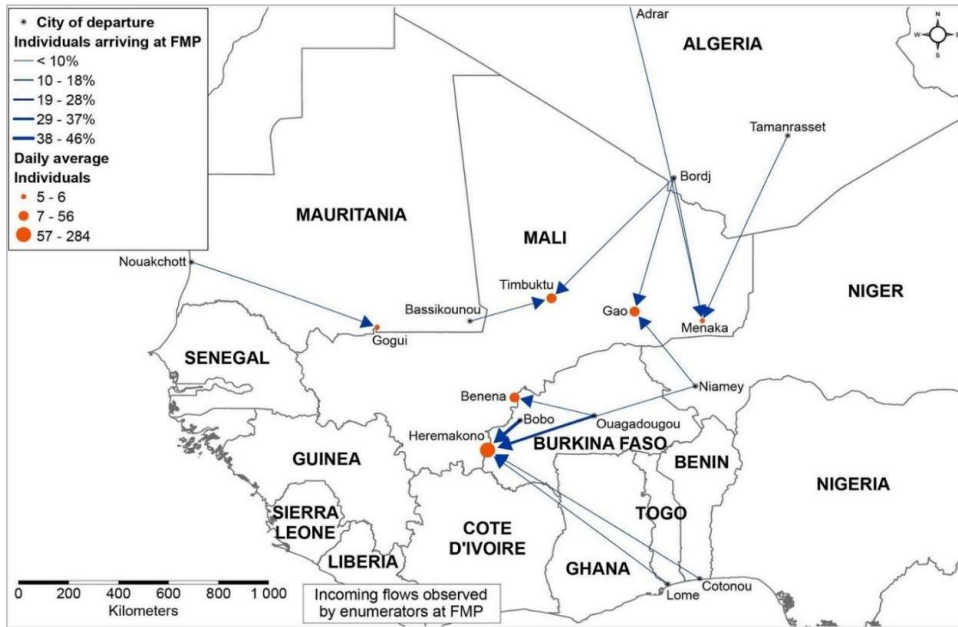 City of departure
Individuals arriving at FMP
< 10%
10 - 18%
19 - 28%
29 - 37%
38 - 46%
Daily average
Individuals
5 - 6
7 - 56
57 - 284
Adrar
ALGERIA
N
W
E
S
Tamanrasset
Bordj
MAURITANIA
MALI
Nouakchott
Timbuktu
Bassikounou
Gao
Menaka
NIGER
Gogui
SENEGAL
Niamey
Benena
Bobo
Ouagadougou
Heremakono
BURKINA FASO
GUINEA
BENIN
NIGERIA
SIERRA
LEONE
TOGO
COTE
D'IVOIRE
LIBERIA
GHANA
Cotonou
Lome
0 200 400 600 800 1 000
Kilometers
Incoming flows observed
by enumerators at FMP